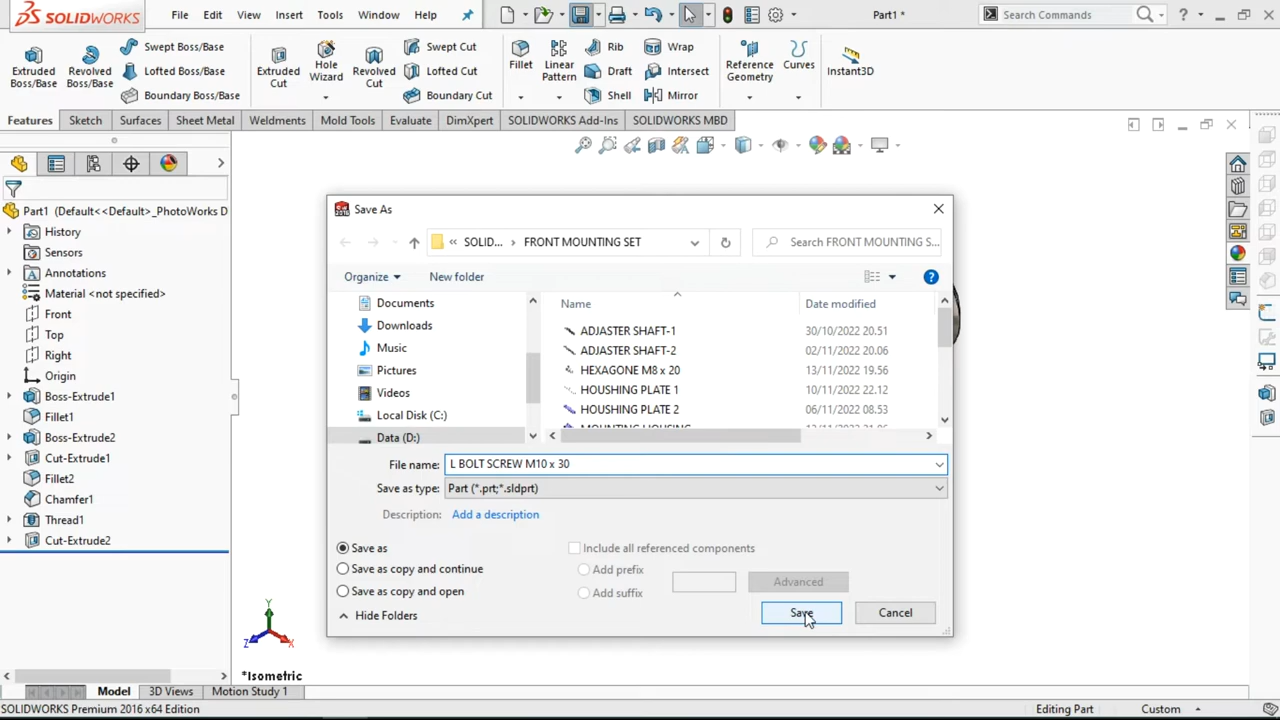 SOLIDWORKS File Edit View Insert Tools Window Help Part1 * Search Commands ?
Extruded Boss/Base
Revolved Boss/Base
Swept Boss/Base
Lofted Boss/Base
Boundary Boss/Base
Extruded Cut
Hole Wizard
Revolved Cut
Swept Cut
Lofted Cut
Boundary Cut
Fillet
Linear Pattern
Rib
Draft
Shell
Wrap
Intersect
Mirror
Reference Geometry
Curves
Instant3D
Features Sketch Surfaces Sheet Metal Weldments Mold Tools Evaluate DimXpert SOLIDWORKS Add-Ins SOLIDWORKS MBD
Part1 (Default<<Default>_PhotoWorks D
History
Sensors
Annotations
Material <not specified>
Front
Top
Right
Origin
Boss-Extrude1
Fillet1
Boss-Extrude2
Cut-Extrude1
Fillet2
Chamfer1
Thread1
Cut-Extrude2
Save As
« SOLID... > FRONT MOUNTING SET
Search FRONT MOUNTING S...
Organize New folder ?
Documents
Downloads
Music
Pictures
Videos
Local Disk (C:)
Data (D:)
Name Date modified
ADJASTER SHAFT-1 30/10/2022 20.51
ADJASTER SHAFT-2 02/11/2022 20.06
HEXAGONE M8 x 20 13/11/2022 19.56
HOUSHING PLATE 1 10/11/2022 22.12
HOUSHING PLATE 2 06/11/2022 08.53
File name: L BOLT SCREW M10 x 30
Save as type: Part (*.prt;*.sldprt)
Description: Add a description
Save as
Save as copy and continue
Save as copy and open
Include all referenced components
Add prefix
Add suffix
Advanced
Hide Folders
Save Cancel
Y
Z X
*Isometric
Model 3D Views Motion Study 1
SOLIDWORKS Premium 2016 x64 Edition Editing Part Custom